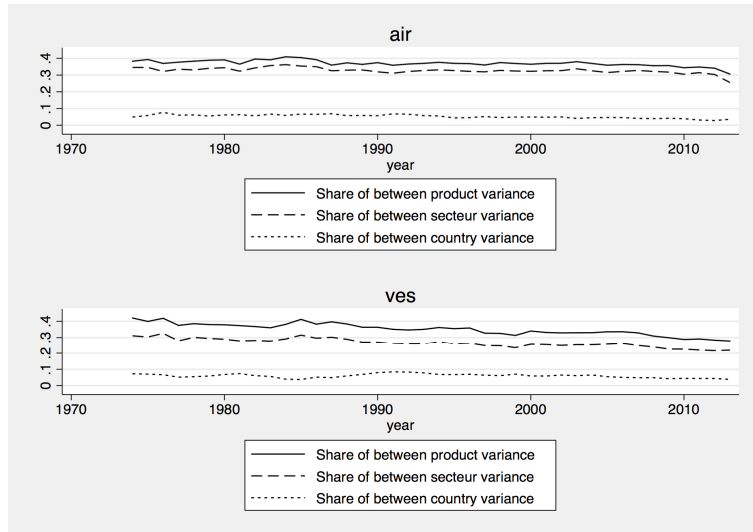 air
.4
.3
.2
.1
0
1970 1980 1990 2000 2010
year
Share of between product variance
Share of between secteur variance
Share of between country variance
ves
.4
.3
.2
.1
0
1970 1980 1990 2000 2010
year
Share of between product variance
Share of between secteur variance
Share of between country variance